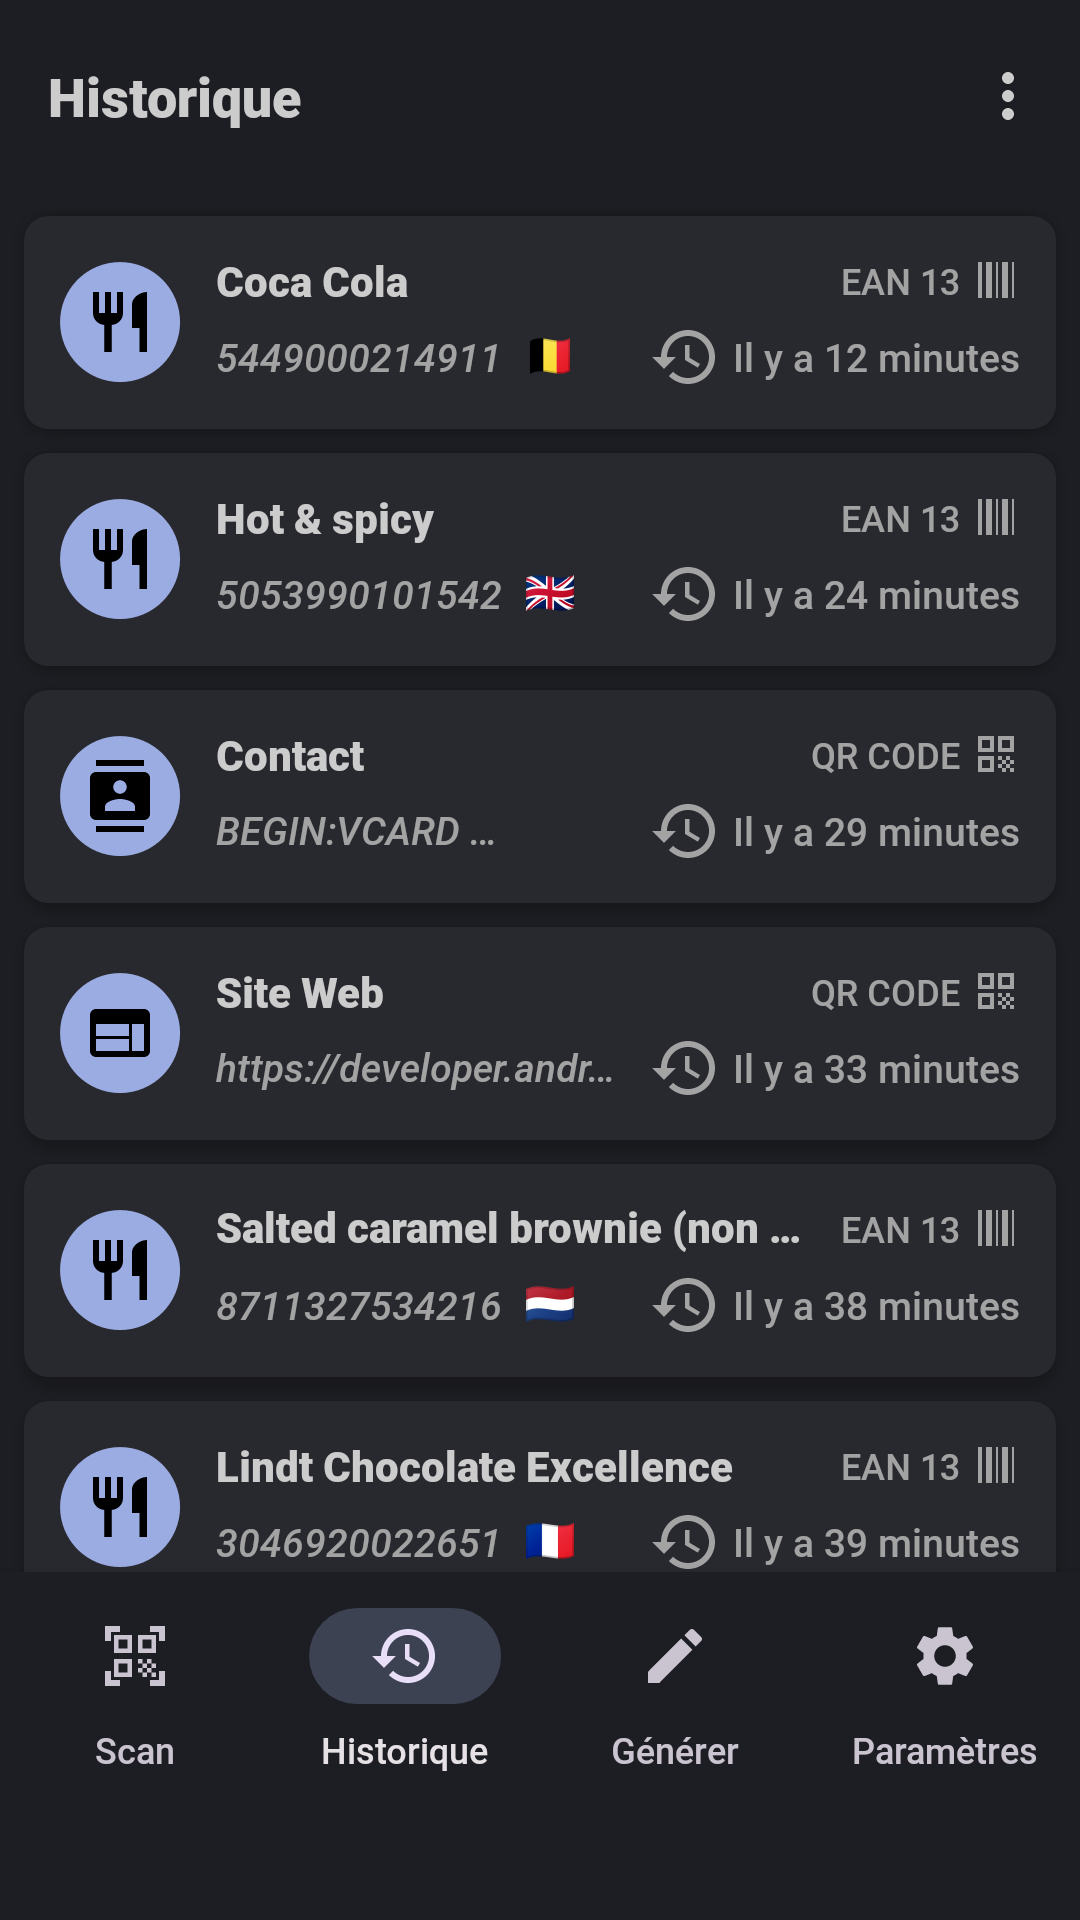 Historique
Coca Cola EAN 13
5449000214911 Il y a 12 minutes
Hot & spicy EAN 13
5053990101542 Il y a 24 minutes
Contact QR CODE
BEGIN:VCARD ... Il y a 29 minutes
Site Web QR CODE
https://developer.andr... Il y a 33 minutes
Salted caramel brownie (non ... EAN 13
8711327534216 Il y a 38 minutes
Lindt Chocolate Excellence EAN 13
3046920022651 Il y a 39 minutes
Scan Historique Générer Paramètres